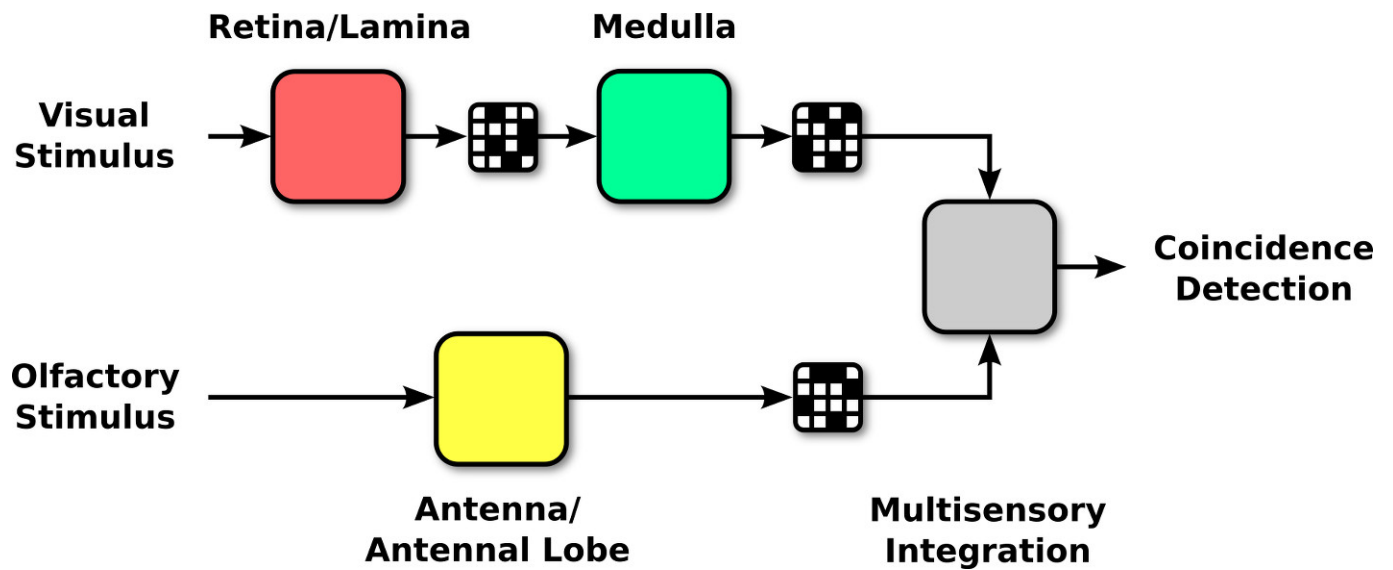 Retina/Lamina
Medulla
Visual
Stimulus
Coincidence
Detection
Olfactory
Stimulus
Antenna/
Antennal Lobe
Multisensory
Integration